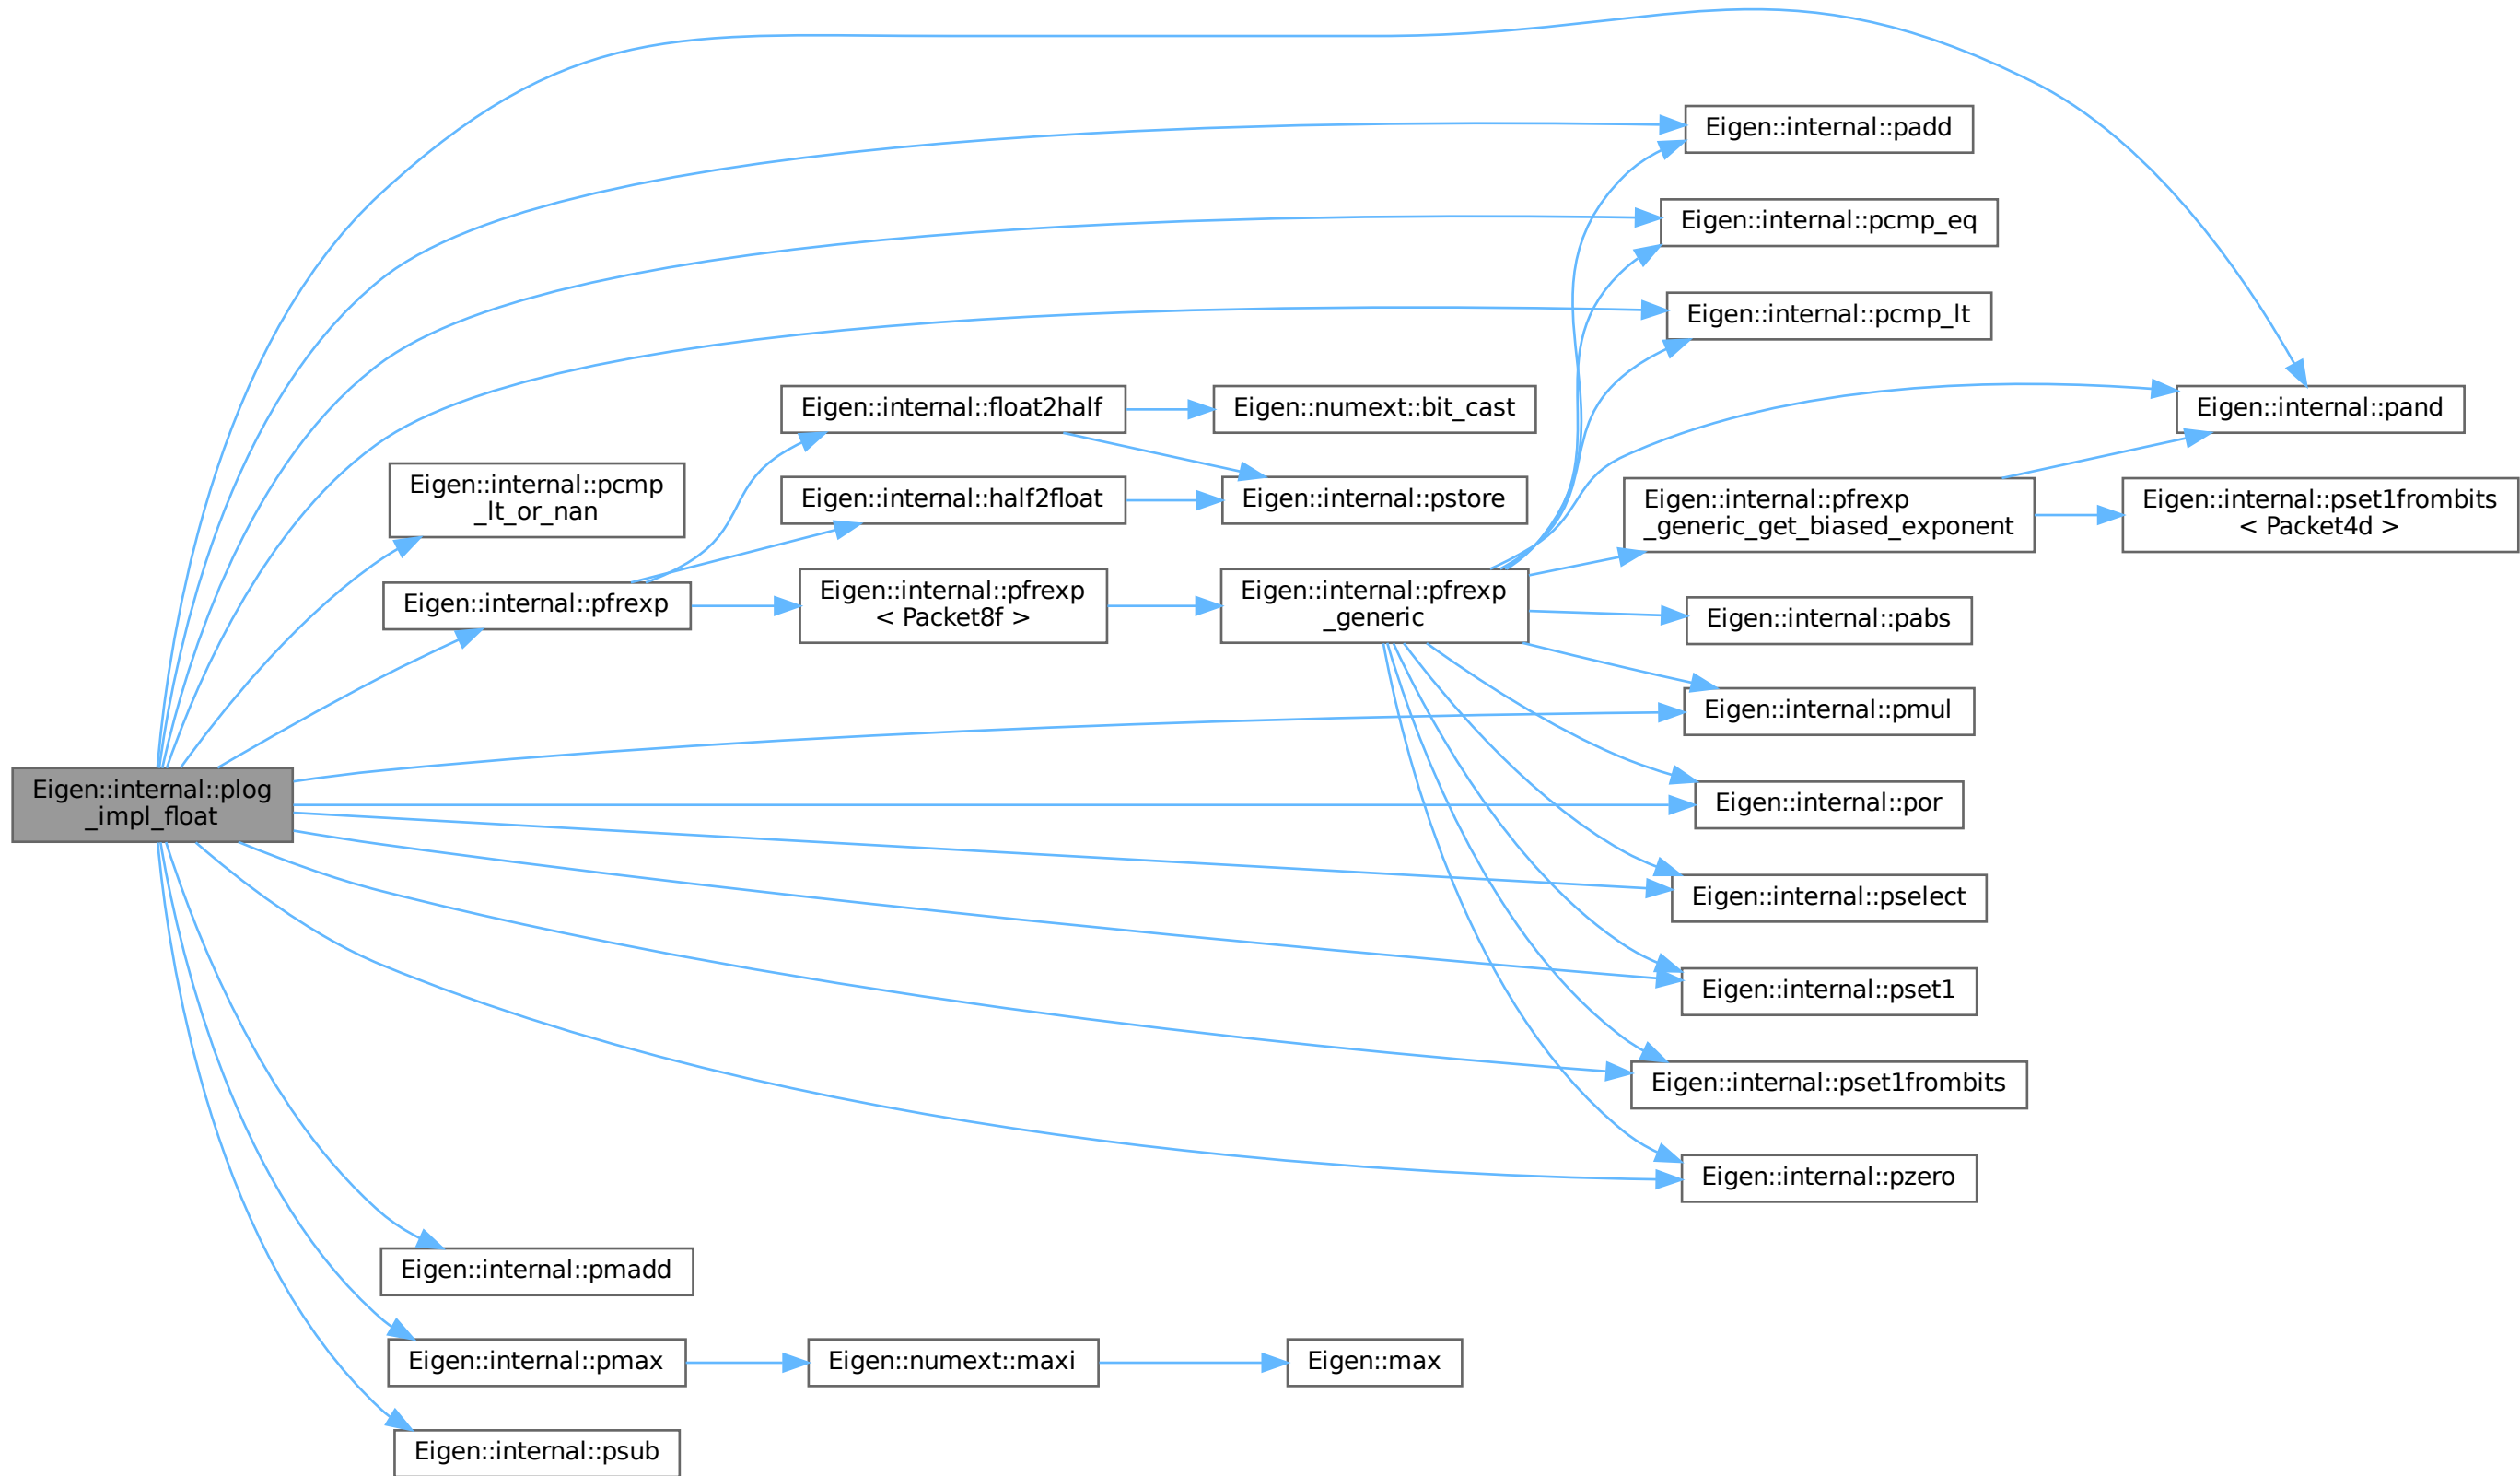 Eigen::internal::padd
Eigen::internal::pcmp_eq
Eigen::internal::pcmp_lt
Eigen::internal::float2half
Eigen::numext::bit_cast
Eigen::internal::pand
Eigen::internal::pcmp
_lt_or_nan
Eigen::internal::half2float
Eigen::internal::pstore
Eigen::internal::pfrexp
_generic_get_biased_exponent
Eigen::internal::pset1frombits
< Packet4d >
Eigen::internal::pfrexp
Eigen::internal::pfrexp
< Packet8f >
Eigen::internal::pfrexp
_generic
Eigen::internal::pabs
Eigen::internal::pmul
Eigen::internal::plog
_impl_float
Eigen::internal::por
Eigen::internal::pselect
Eigen::internal::pset1
Eigen::internal::pset1frombits
Eigen::internal::pzero
Eigen::internal::pmadd
Eigen::internal::pmax
Eigen::numext::maxi
Eigen::max
Eigen::internal::psub